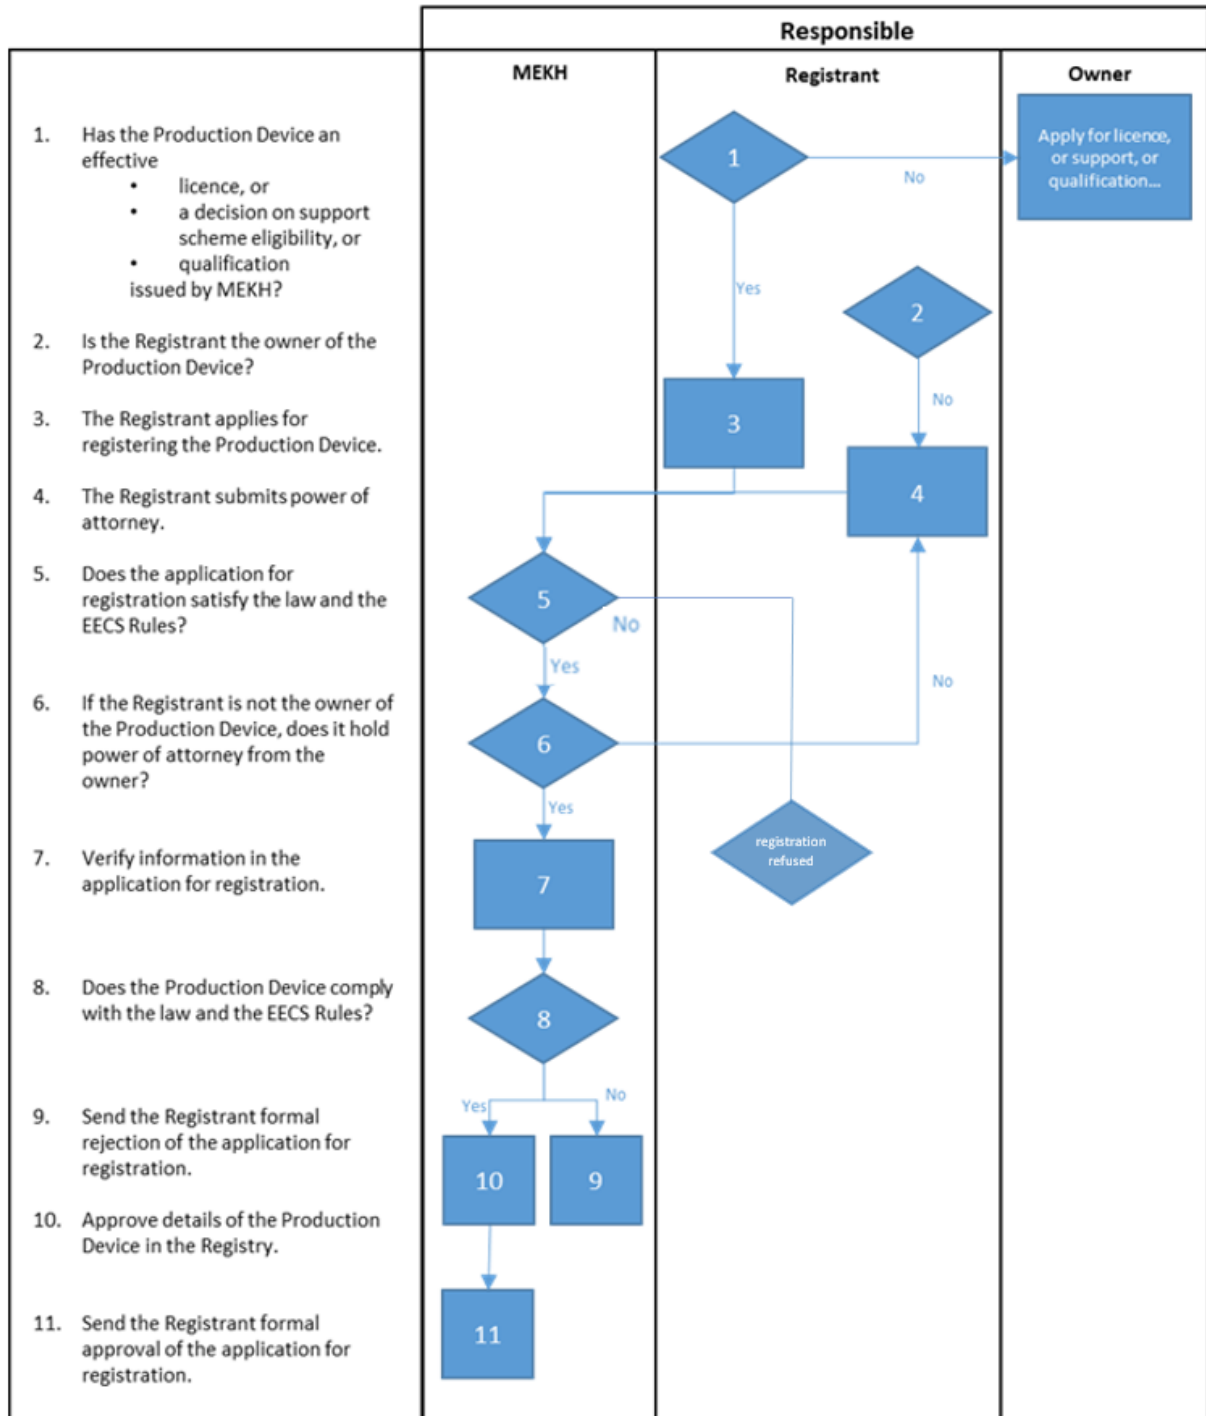 Responsible
MEKH
Registrant
Owner
1. Has the Production Device an
effective
• licence, or
• a decision on support
scheme eligibility, or
• qualification
issued by MEKH?
2. Is the Registrant the owner of the
Production Device?
3. The Registrant applies for
registering the Production Device.
4. The Registrant submits power of
attorney.
5. Does the application for
registration satisfy the law and the
EECS Rules?
6. If the Registrant is not the owner of
the Production Device, does it hold
power of attorney from the
owner?
7. Verify information in the
application for registration.
8. Does the Production Device comply
with the law and the EECS Rules?
9. Send the Registrant formal
rejection of the application for
registration.
10. Approve details of the Production
Device in the Registry.
11. Send the Registrant formal
approval of the application for
registration.
1
No
Apply for licence,
or support, or
qualification...
Yes
2
No
3
4
5
No
Yes
No
6
Yes
registration
refused
7
8
Yes
No
10
9
11